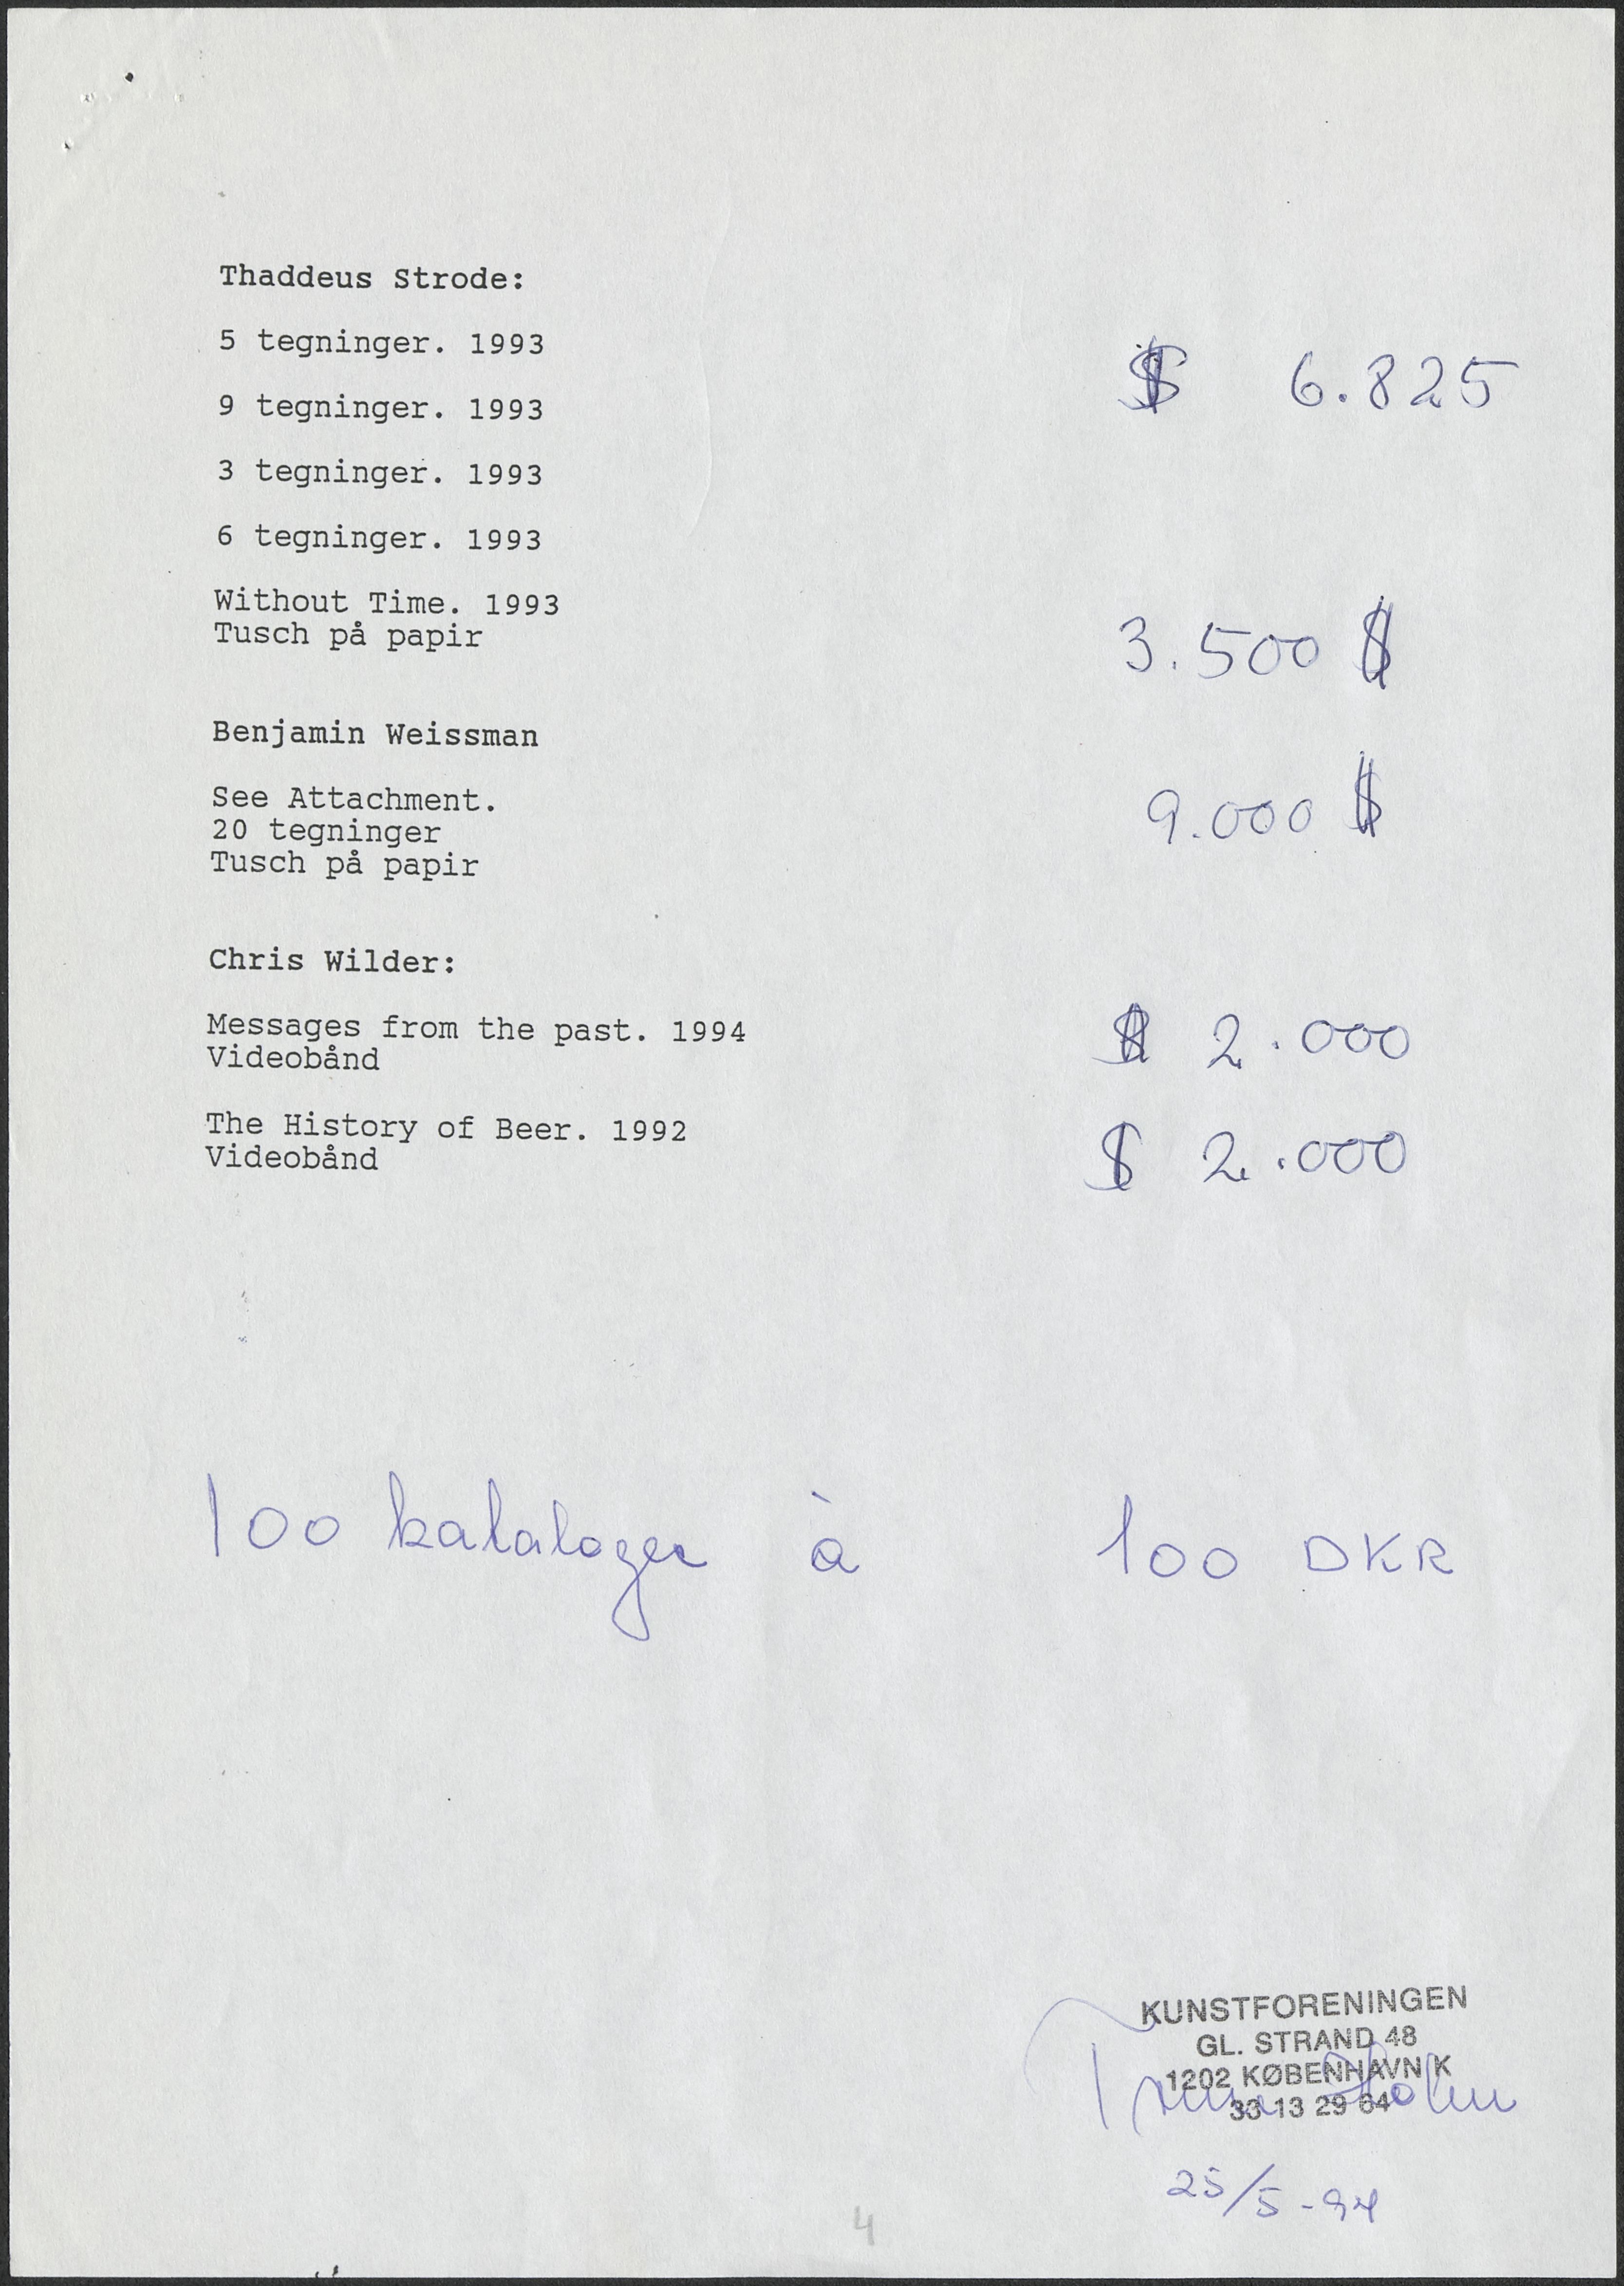 Thaddeus Strode:
5 tegninger. 1993
$ 6.825
9 tegninger. 1993
3 tegninger. 1993
6 tegninger. 1993
Without Time. 1993
Tusch på papir
3.500 $
Benjamin Weissman
See Attachment.
20 tegninger
Tusch på papir
9.000 $
Chris Wilder:
Messages from the past. 1994
Videobånd
$ 2.000
The History of Beer. 1992
Videobånd
$ 2.000
100 kataloger à 100 DKR
KUNSTFORENINGEN
GL. STRAND 48
1202 KØBENHAVN K
33 13 29 64
Holm
25/5-94
4